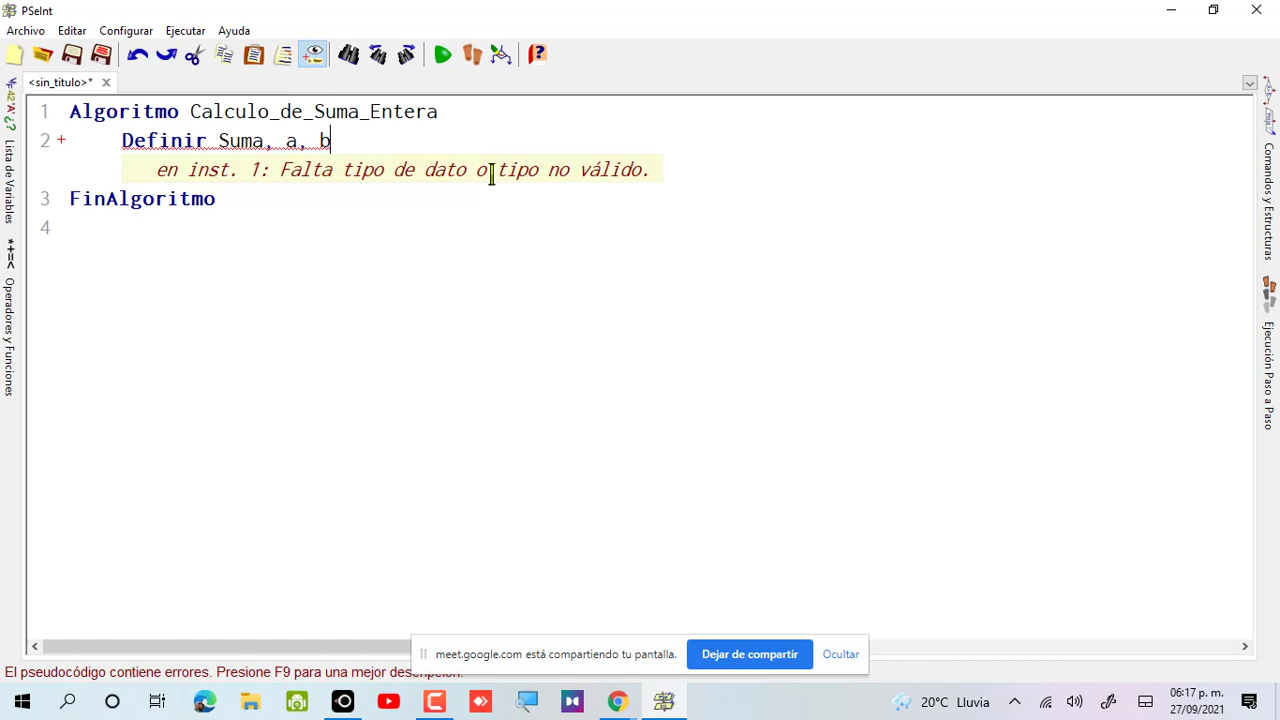 PSeInt
Archivo Editar Configurar Ejecutar Ayuda
<sin_titulo>*
1 Algoritmo Calculo_de_Suma_Entera
2 + Definir Suma, a, b
en inst. 1: Falta tipo de dato o tipo no válido.
3 FinAlgoritmo
4
Lista de Variables
*+=< Operadores y Funciones
Comandos y Estructuras
Ejecución Paso a Paso
meet.google.com está compartiendo tu pantalla. Dejar de compartir Ocultar
El pseudocódigo contiene errores. Presione F9 para una mejor descripción.
20°C Lluvia
06:17 p. m.
27/09/2021